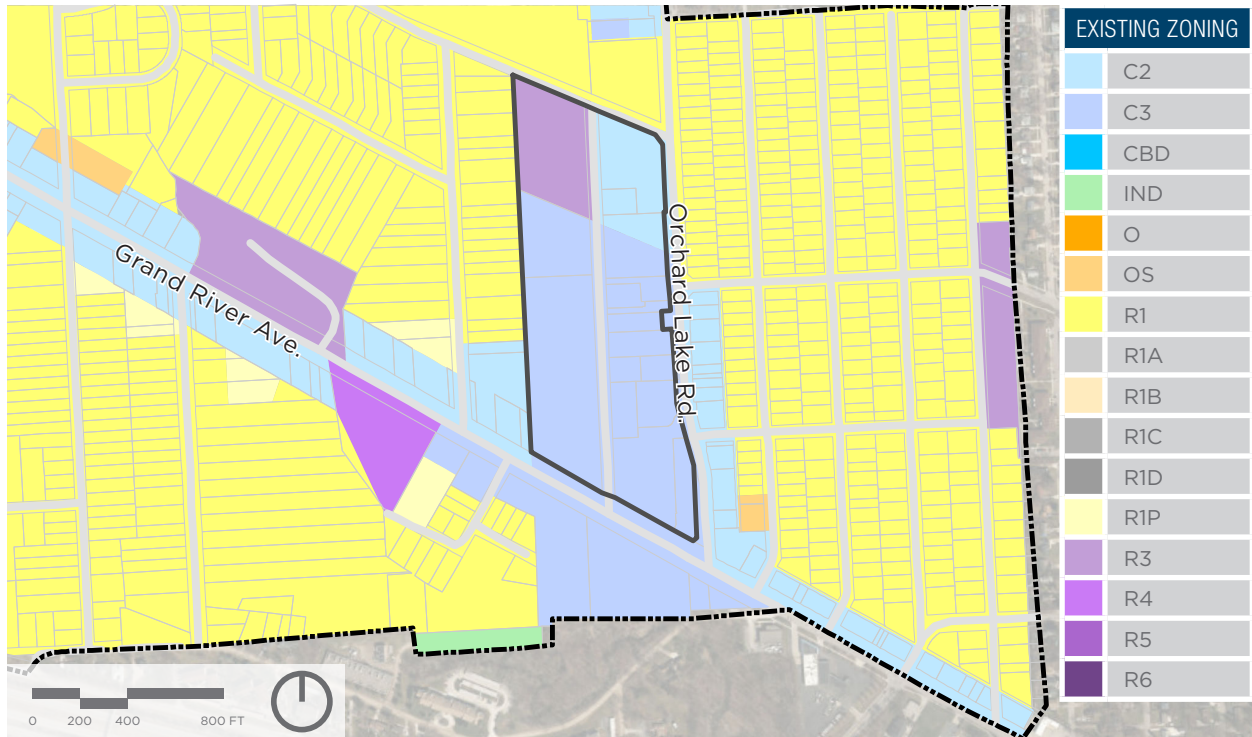 EXISTING ZONING
C2
C3
CBD
IND
O
OS
R1
R1A
R1B
R1C
R1D
R1P
R3
R4
R5
R6
Grand River Ave.
Orchard Lake Rd.
0 200 400 800 FT